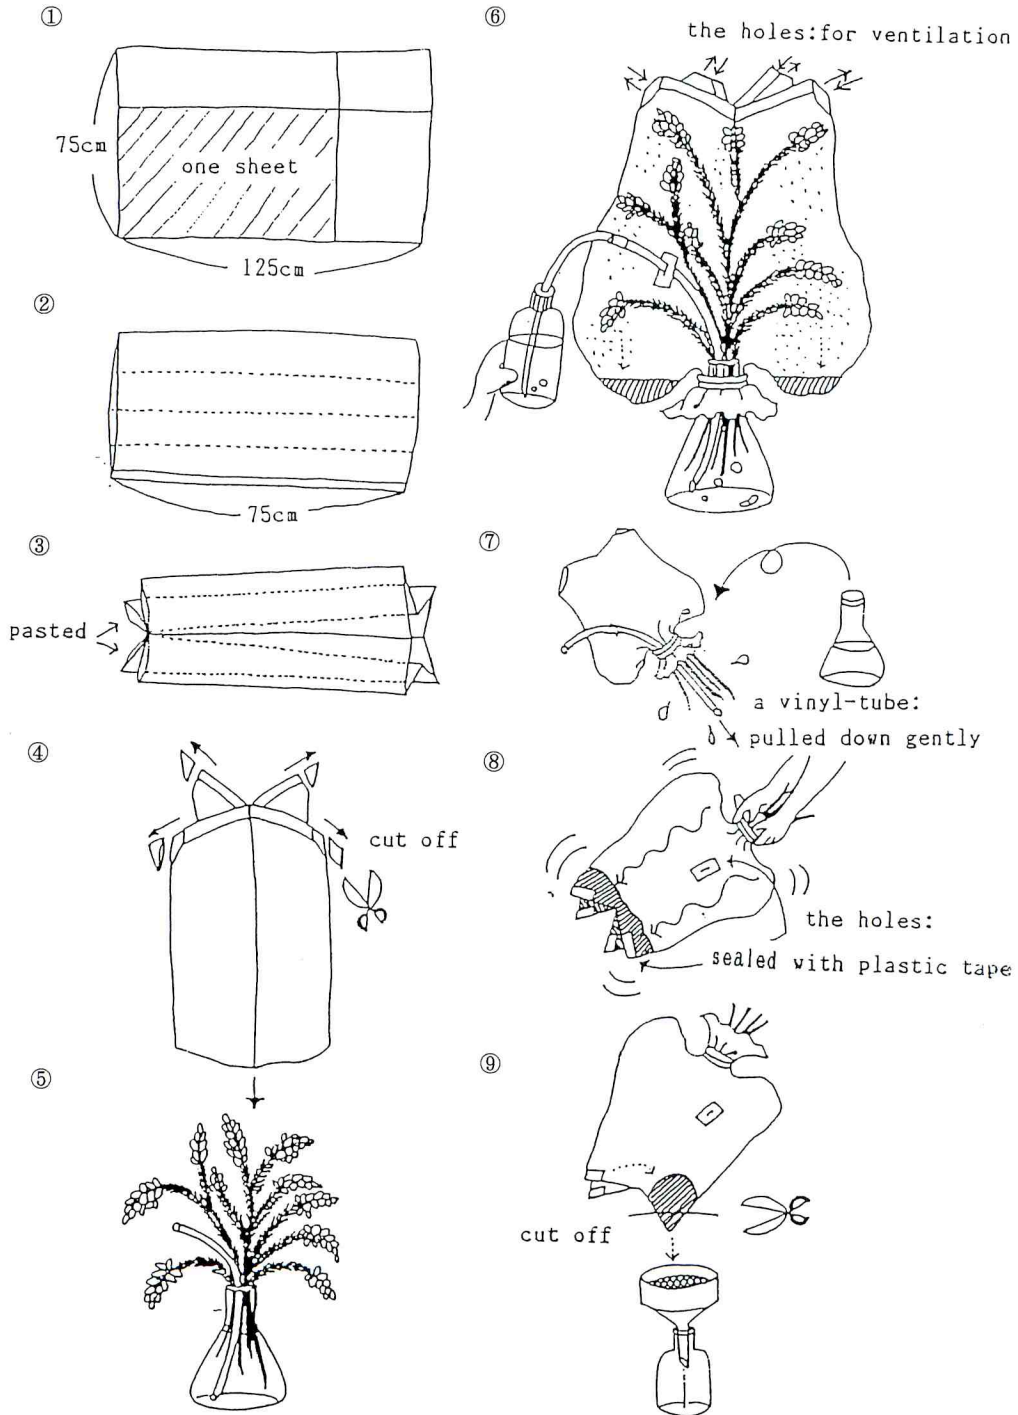 ①
75cm
one sheet
125cm
②
75cm
③
pasted
④
cut off
⑤
⑥
the holes:for ventilation
⑦
a vinyl-tube:
pulled down gently
⑧
the holes:
sealed with plastic tape
⑨
cut off